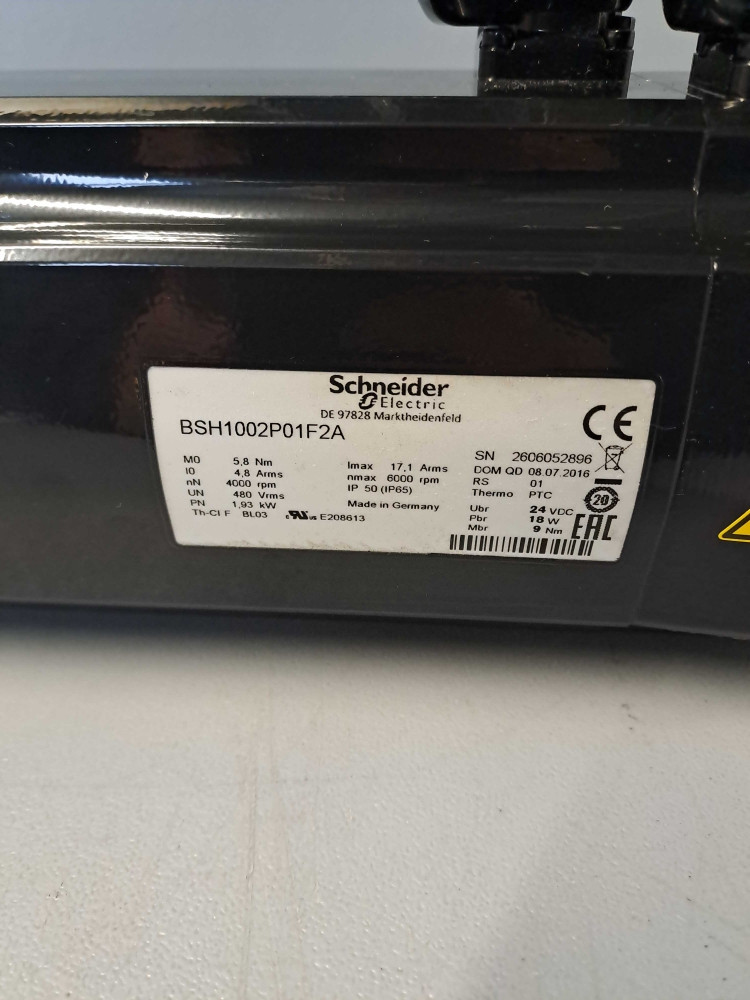 Schneider
Electric
DE 97828 Marktheidenfeld
CE
BSH1002P01F2A
SN 2606052896
DOM QD 08.07.2016
RS 01
Thermo PTC
Ubr 24 VDC
Pbr 18 W
Mbr 9 Nm
M0 5,8 Nm
I0 4,8 Arms
nN 4000 rpm
UN 480 Vrms
PN 1,93 kW
Th-Cl F BL03
Imax 17,1 Arms
nmax 6000 rpm
IP 50 (IP65)
Made in Germany
c RU us E208613
20
EAC